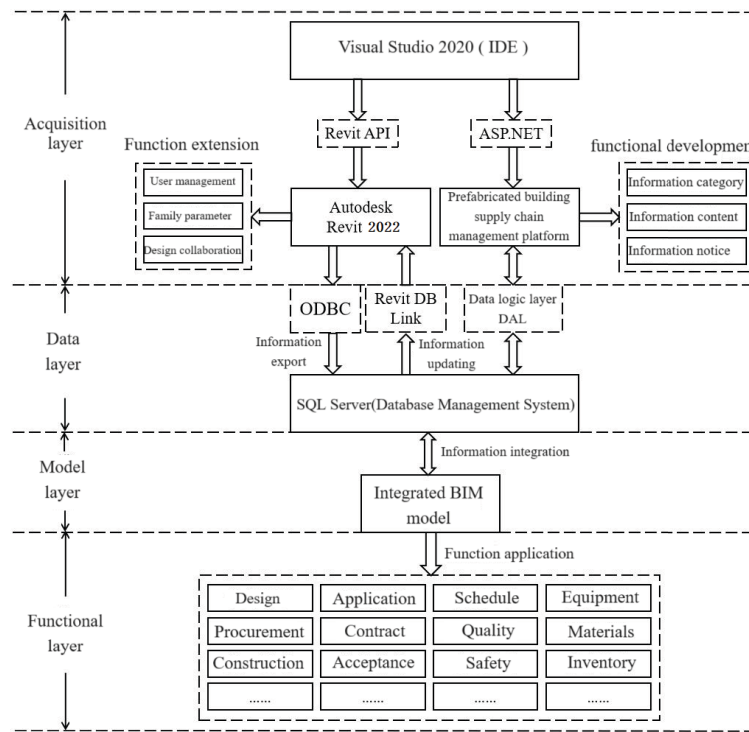 Visual Studio 2020 ( IDE )
Acquisition
layer
Revit API
ASP.NET
Function extension
functional development
User management
Family parameter
Design collaboration
Autodesk
Revit 2022
Prefabricated building
supply chain
management platform
Information category
Information content
Information notice
Data
layer
ODBC
Revit DB
Link
Data logic layer
DAL
Information
export
Information
updating
SQL Server(Database Management System)
Model
layer
Information integration
Integrated BIM
model
Functional
layer
Function application
Design
Application
Schedule
Equipment
Procurement
Contract
Quality
Materials
Construction
Acceptance
Safety
Inventory
......
......
......
......